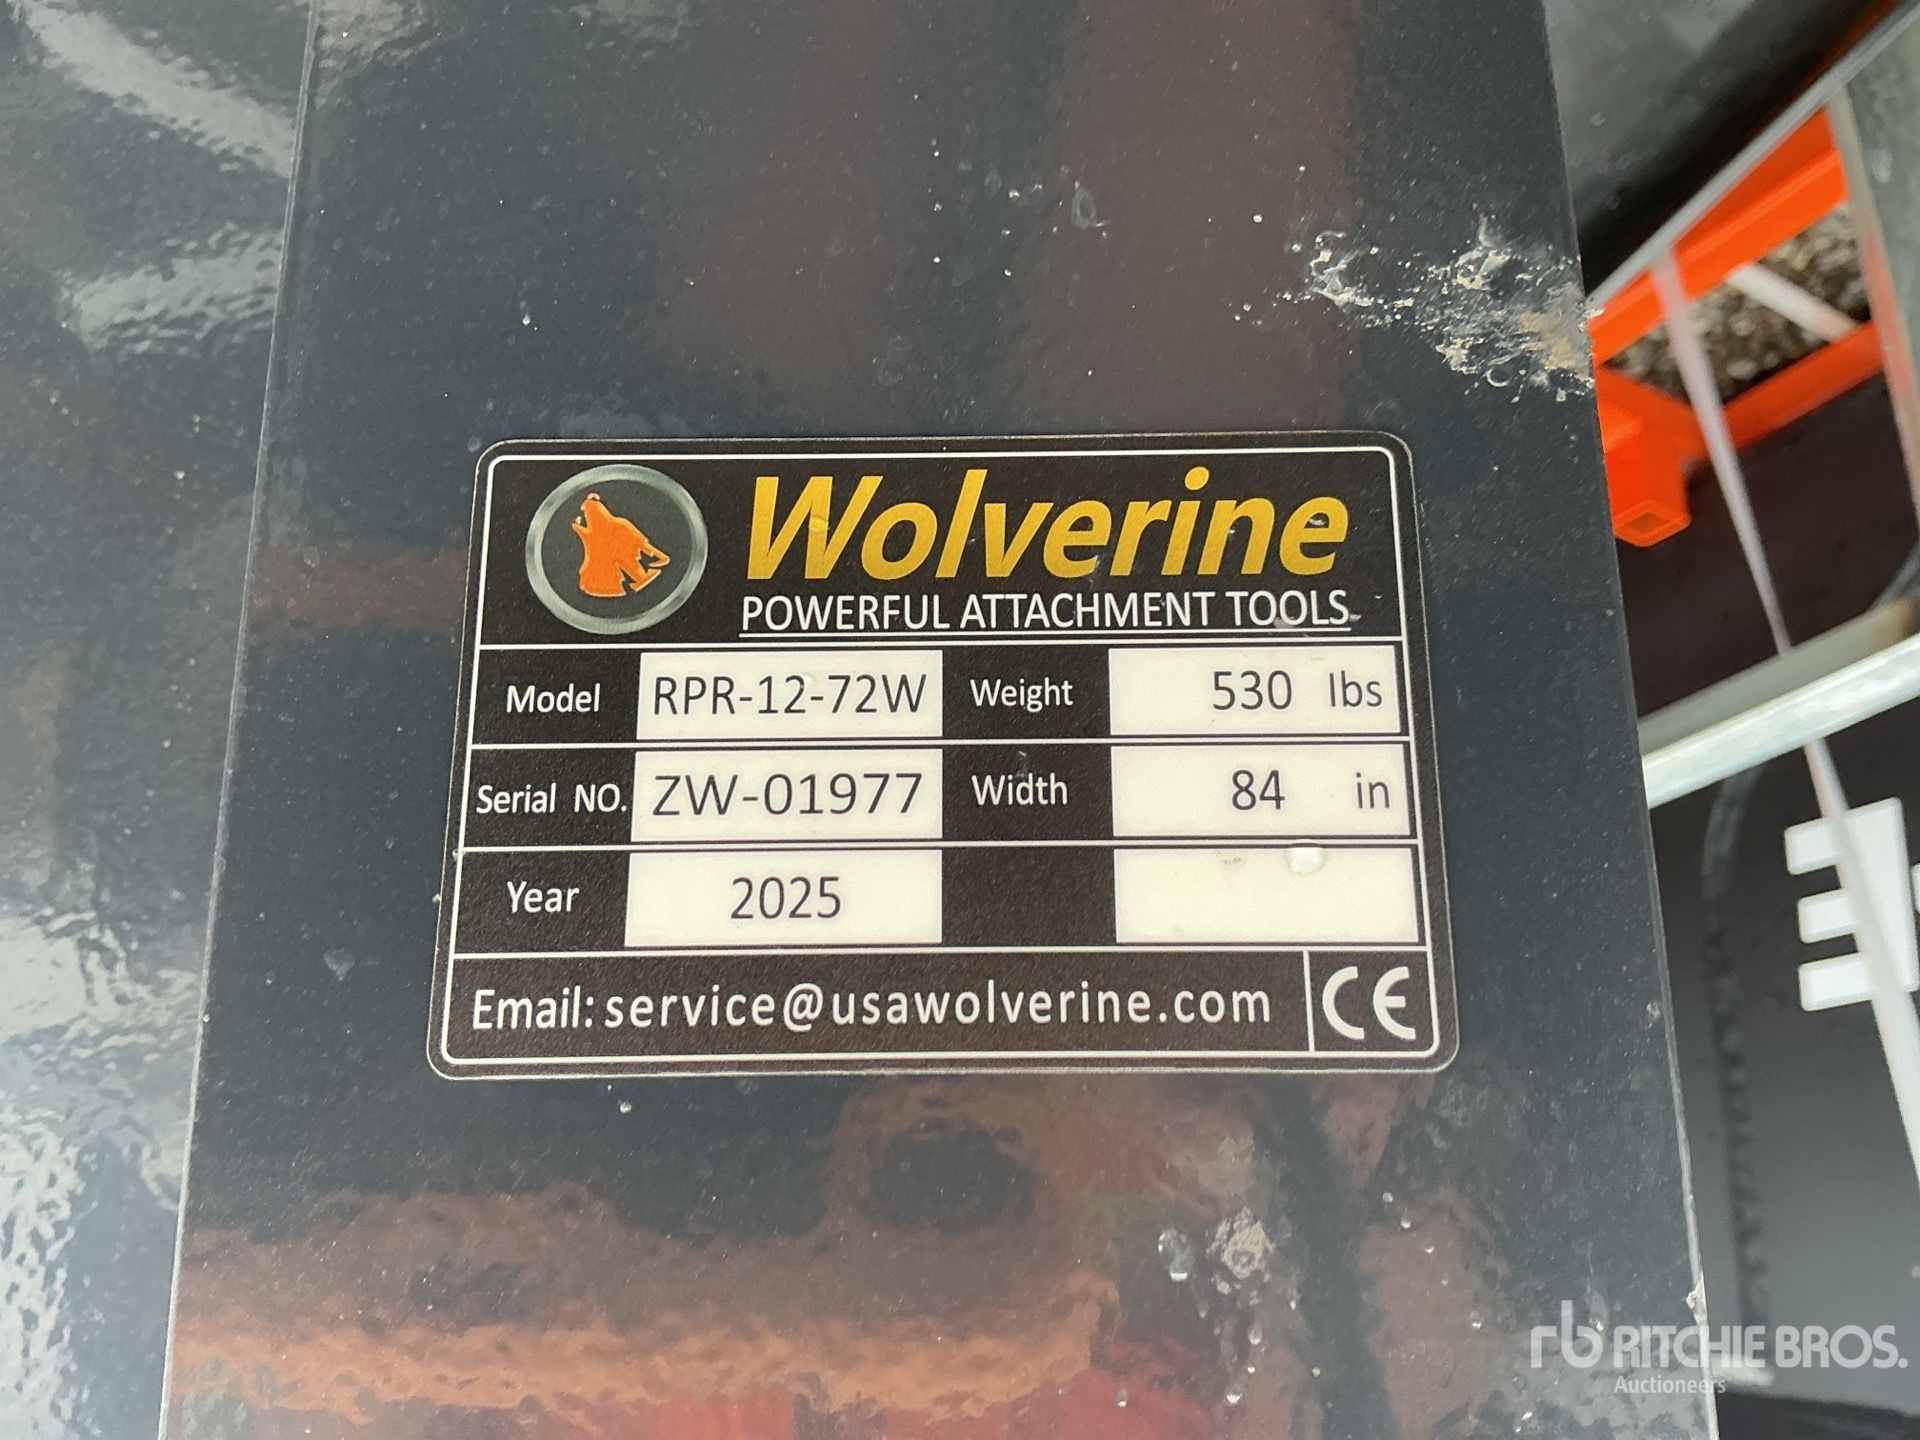 Wolverine
POWERFUL ATTACHMENT TOOLS
Model RPR-12-72W Weight 530 lbs
Serial NO. ZW-01977 Width 84 in
Year 2025
Email: service@usawolverine.com CE
rb RITCHIE BROS.
Auctioneers